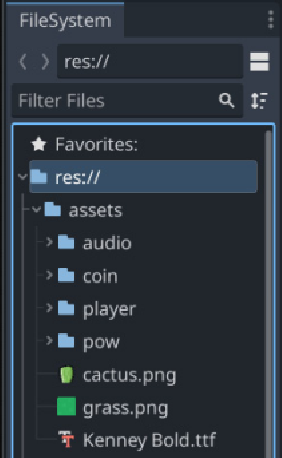 FileSystem
res://
Filter Files
Favorites:
res://
assets
audio
coin
player
pow
cactus.png
grass.png
Kenney Bold.ttf